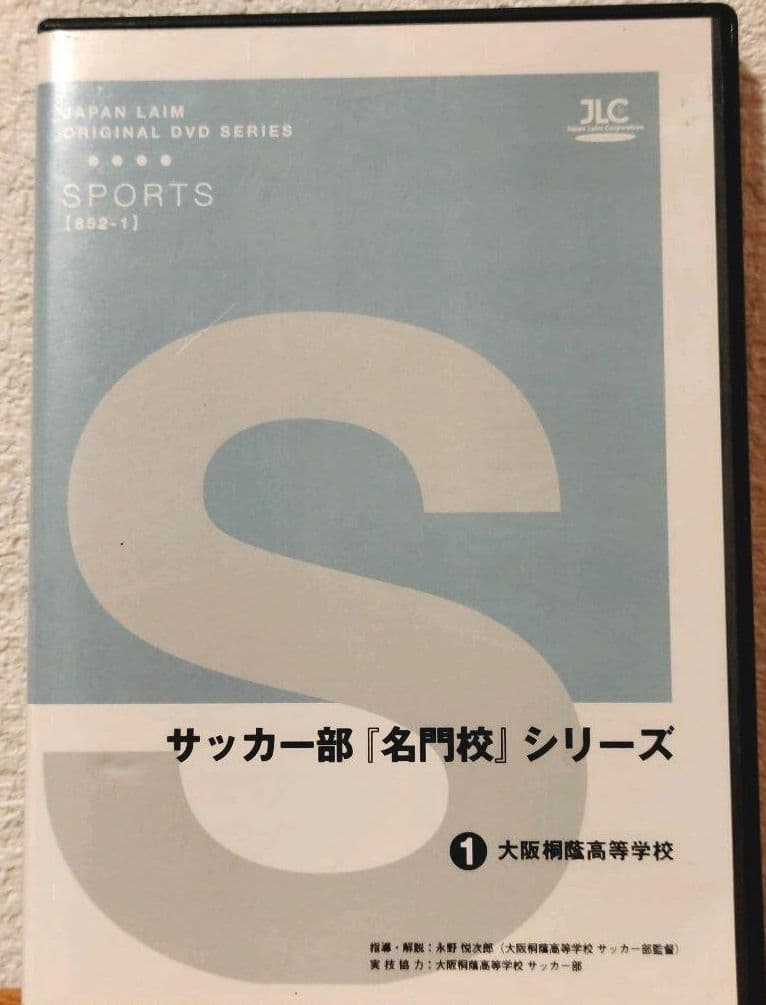 JAPAN LAIM
ORIGINAL DVD SERIES
SPORTS
[852-1]
JLC
Japan Laim Corporation
S
サッカー部『名門校』シリーズ
❶ 大阪桐蔭高等学校
指導・解説：永野 悦次郎（大阪桐蔭高等学校 サッカー部監督）
実技協力：大阪桐蔭高等学校 サッカー部